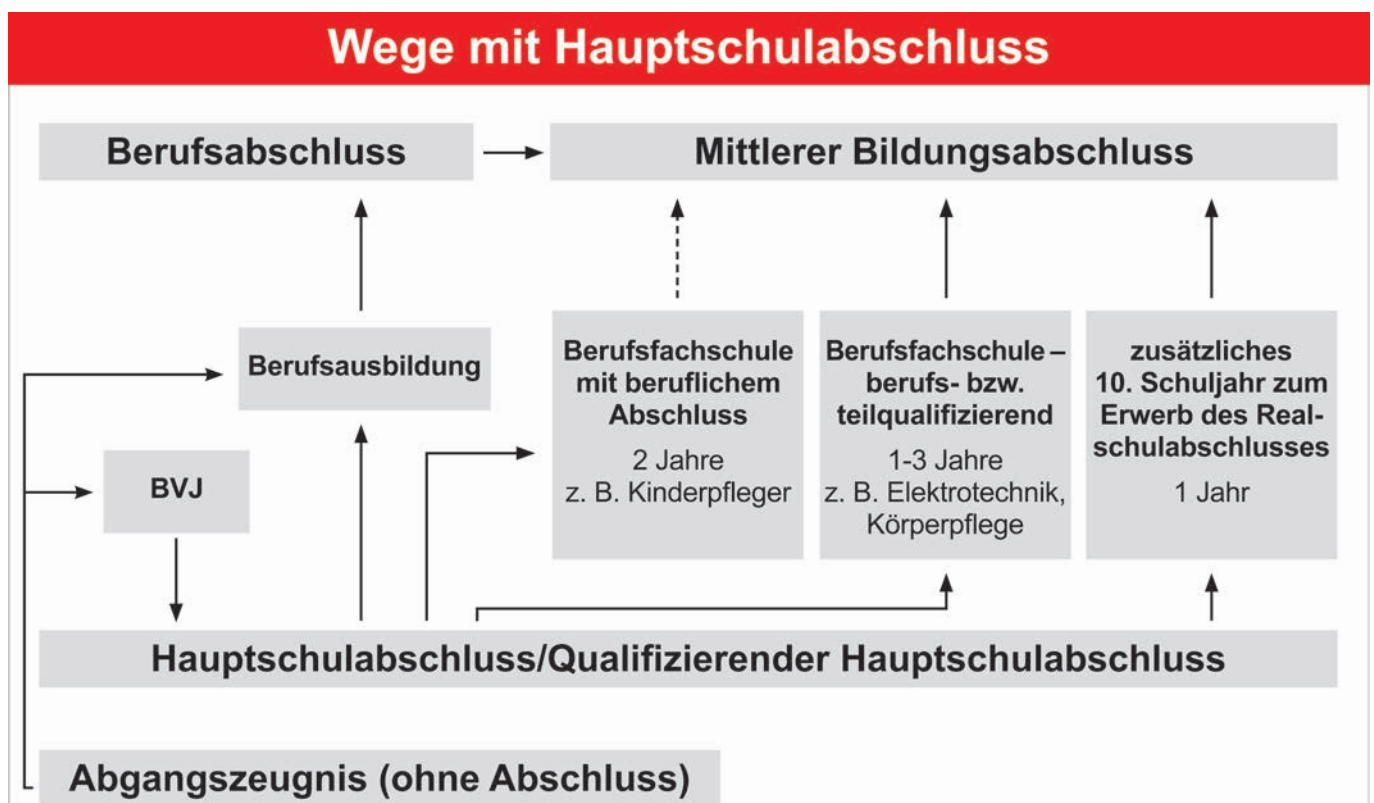 Wege mit Hauptschulabschluss
Berufsabschluss
Mittlerer Bildungsabschluss
Berufsausbildung
BVJ
Berufsfachschule
mit beruflichem
Abschluss
2 Jahre
z. B. Kinderpfleger
Berufsfachschule –
berufs- bzw.
teilqualifizierend
1-3 Jahre
z. B. Elektrotechnik,
Körperpflege
zusätzliches
10. Schuljahr zum
Erwerb des Real-
schulabschlusses
1 Jahr
Hauptschulabschluss/Qualifizierender Hauptschulabschluss
Abgangszeugnis (ohne Abschluss)